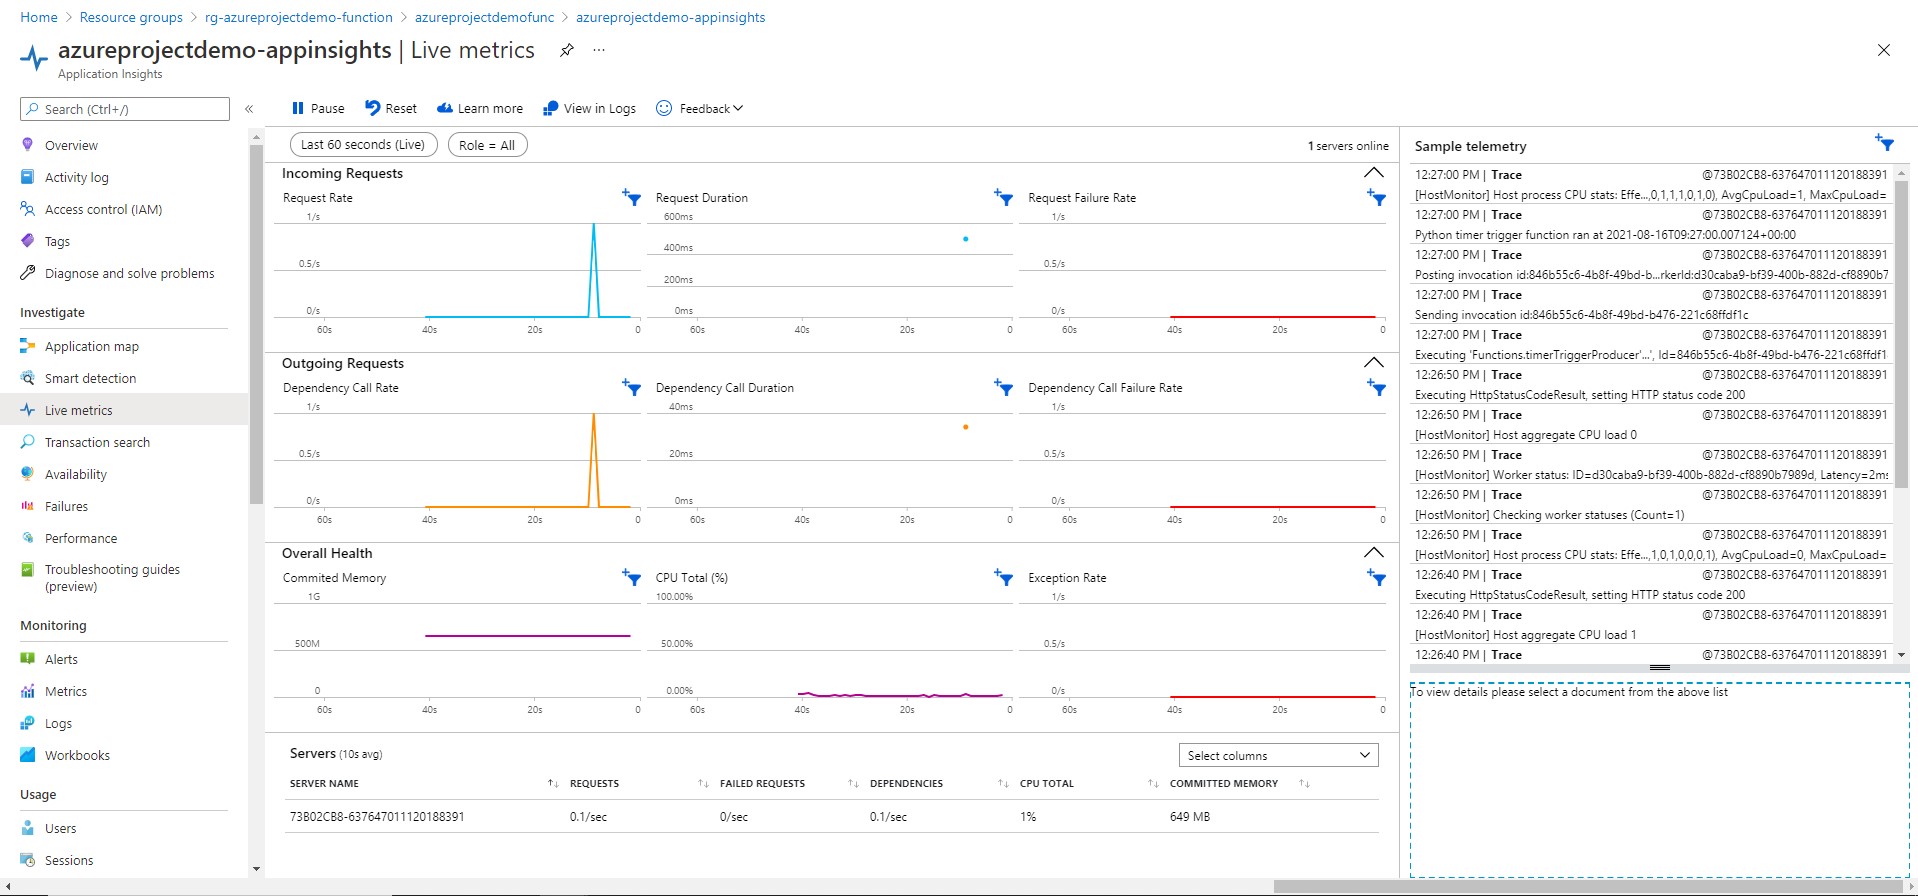 Home > Resource groups > rg-azureprojectdemo-function > azureprojectdemofunc > azureprojectdemo-appinsights
azureprojectdemo-appinsights | Live metrics
Application Insights
Search (Ctrl+/)
Overview
Activity log
Access control (IAM)
Tags
Diagnose and solve problems
Investigate
Application map
Smart detection
Live metrics
Transaction search
Availability
Failures
Performance
Troubleshooting guides
(preview)
Monitoring
Alerts
Metrics
Logs
Workbooks
Usage
Users
Sessions
Pause Reset Learn more View in Logs Feedback
Last 60 seconds (Live) Role = All 1 servers online
Incoming Requests
Request Rate
1/s
0.5/s
0/s
60s 40s 20s 0
Request Duration
600ms
400ms
200ms
0ms
60s 40s 20s 0
Request Failure Rate
1/s
0.5/s
0/s
60s 40s 20s 0
Outgoing Requests
Dependency Call Rate
1/s
0.5/s
0/s
60s 40s 20s 0
Dependency Call Duration
40ms
20ms
0ms
60s 40s 20s 0
Dependency Call Failure Rate
1/s
0.5/s
0/s
60s 40s 20s 0
Overall Health
Commited Memory
1G
500M
0
60s 40s 20s 0
CPU Total (%)
100.00%
50.00%
0.00%
60s 40s 20s 0
Exception Rate
1/s
0.5/s
0/s
60s 40s 20s 0
Servers (10s avg)
Select columns
SERVER NAME REQUESTS FAILED REQUESTS DEPENDENCIES CPU TOTAL COMMITTED MEMORY
73B02CB8-637647011120188391 0.1/sec 0/sec 0.1/sec 1% 649 MB
Sample telemetry
12:27:00 PM | Trace @73B02CB8-637647011120188391
[HostMonitor] Host process CPU stats: Effe...,0,1,1,1,0,1,0), AvgCpuLoad=1, MaxCpuLoad=
12:27:00 PM | Trace @73B02CB8-637647011120188391
Python timer trigger function ran at 2021-08-16T09:27:00.007124+00:00
12:27:00 PM | Trace @73B02CB8-637647011120188391
Posting invocation id:846b55c6-4b8f-49bd-b...rkerId:d30caba9-bf39-400b-882d-cf8890b7
12:27:00 PM | Trace @73B02CB8-637647011120188391
Sending invocation id:846b55c6-4b8f-49bd-b476-221c68ffdf1c
12:27:00 PM | Trace @73B02CB8-637647011120188391
Executing 'Functions.timerTriggerProducer'...', Id=846b55c6-4b8f-49bd-b476-221c68ffdf1
12:26:50 PM | Trace @73B02CB8-637647011120188391
Executing HttpStatusCodeResult, setting HTTP status code 200
12:26:50 PM | Trace @73B02CB8-637647011120188391
[HostMonitor] Host aggregate CPU load 0
12:26:50 PM | Trace @73B02CB8-637647011120188391
[HostMonitor] Worker status: ID=d30caba9-bf39-400b-882d-cf8890b7989d, Latency=2ms
12:26:50 PM | Trace @73B02CB8-637647011120188391
[HostMonitor] Checking worker statuses (Count=1)
12:26:50 PM | Trace @73B02CB8-637647011120188391
[HostMonitor] Host process CPU stats: Effe...,1,0,1,0,0,0,1), AvgCpuLoad=0, MaxCpuLoad=
12:26:40 PM | Trace @73B02CB8-637647011120188391
Executing HttpStatusCodeResult, setting HTTP status code 200
12:26:40 PM | Trace @73B02CB8-637647011120188391
[HostMonitor] Host aggregate CPU load 1
12:26:40 PM | Trace @73B02CB8-637647011120188391
To view details please select a document from the above list